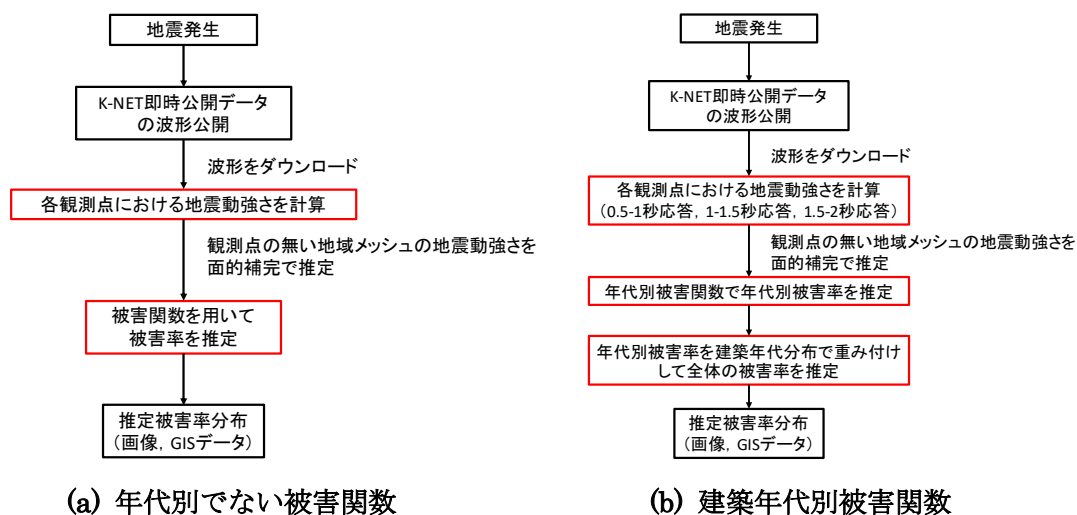 地震発生
K-NET即時公開データ
の波形公開
波形をダウンロード
各観測点における地震動強さを計算
観測点の無い地域メッシュの地震動強さを
面的補完で推定
被害関数を用いて
被害率を推定
推定被害率分布
(画像，GISデータ)
(a) 年代別でない被害関数
地震発生
K-NET即時公開データ
の波形公開
波形をダウンロード
各観測点における地震動強さを計算
(0.5-1秒応答，1-1.5秒応答，1.5-2秒応答)
観測点の無い地域メッシュの地震動強さを
面的補完で推定
年代別被害関数で年代別被害率を推定
年代別被害率を建築年代分布で重み付け
して全体の被害率を推定
推定被害率分布
(画像，GISデータ)
(b) 建築年代別被害関数